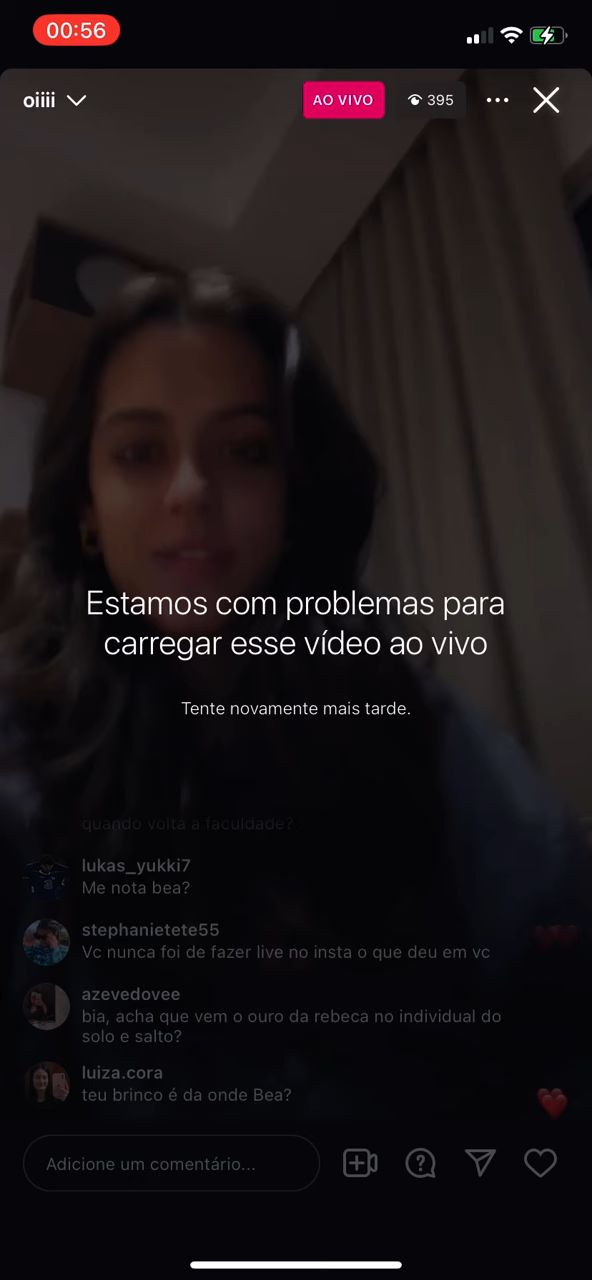 00:56
oiiii
AO VIVO
395
Estamos com problemas para
carregar esse vídeo ao vivo
Tente novamente mais tarde.
quando volta a faculdade?
lukas_yukki7
Me nota bea?
stephanietete55
Vc nunca foi de fazer live no insta o que deu em vc
azevedovee
bia, acha que vem o ouro da rebeca no individual do
solo e salto?
luiza.cora
teu brinco é da onde Bea?
Adicione um comentário...